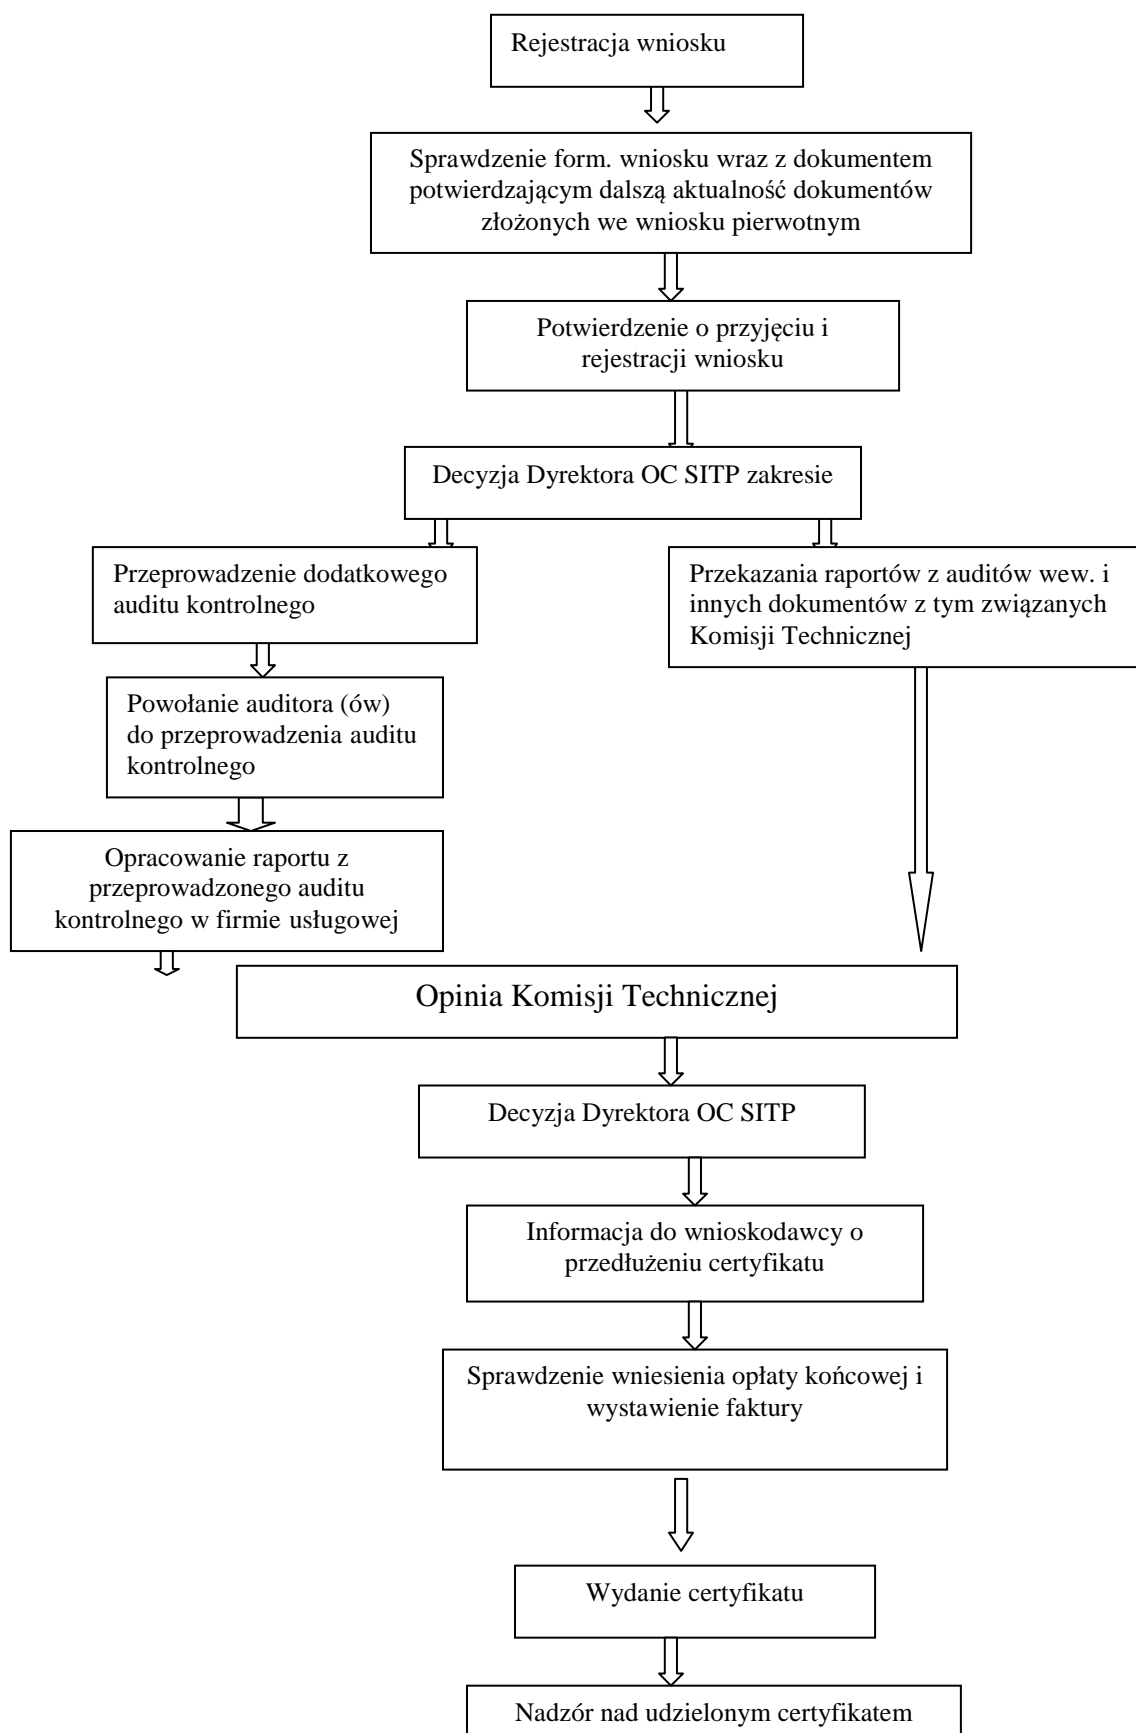 Rejestracja wniosku
Sprawdzenie form. wniosku wraz z dokumentem
potwierdzającym dalszą aktualność dokumentów
złożonych we wniosku pierwotnym
Potwierdzenie o przyjęciu i
rejestracji wniosku
Decyzja Dyrektora OC SITP zakresie
Przeprowadzenie dodatkowego
auditu kontrolnego
Przekazania raportów z auditów wew. i
innych dokumentów z tym związanych
Komisji Technicznej
Powołanie auditora (ów)
do przeprowadzenia auditu
kontrolnego
Opracowanie raportu z
przeprowadzonego auditu
kontrolnego w firmie usługowej
Opinia Komisji Technicznej
Decyzja Dyrektora OC SITP
Informacja do wnioskodawcy o
przedłużeniu certyfikatu
Sprawdzenie wniesienia opłaty końcowej i
wystawienie faktury
Wydanie certyfikatu
Nadzór nad udzielonym certyfikatem